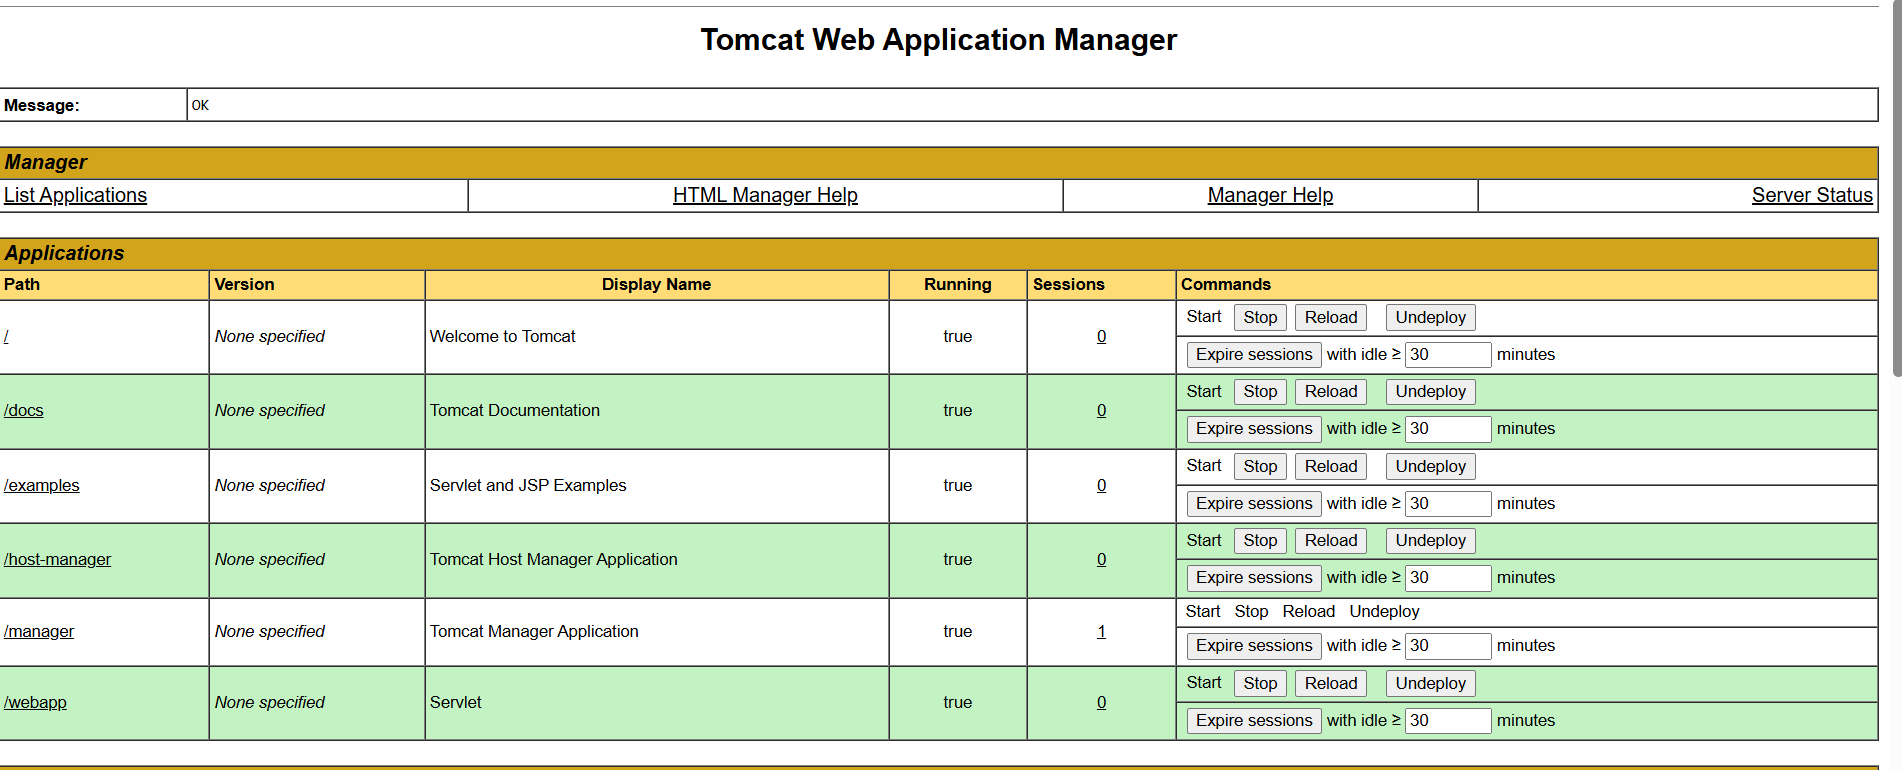 Tomcat Web Application Manager
Message: OK
Manager
List Applications HTML Manager Help Manager Help Server Status
Applications
Path Version Display Name Running Sessions Commands
/ None specified Welcome to Tomcat true 0 Start Stop Reload Undeploy
Expire sessions with idle ≥ 30 minutes
/docs None specified Tomcat Documentation true 0 Start Stop Reload Undeploy
Expire sessions with idle ≥ 30 minutes
/examples None specified Servlet and JSP Examples true 0 Start Stop Reload Undeploy
Expire sessions with idle ≥ 30 minutes
/host-manager None specified Tomcat Host Manager Application true 0 Start Stop Reload Undeploy
Expire sessions with idle ≥ 30 minutes
/manager None specified Tomcat Manager Application true 1 Start Stop Reload Undeploy
Expire sessions with idle ≥ 30 minutes
/webapp None specified Servlet true 0 Start Stop Reload Undeploy
Expire sessions with idle ≥ 30 minutes